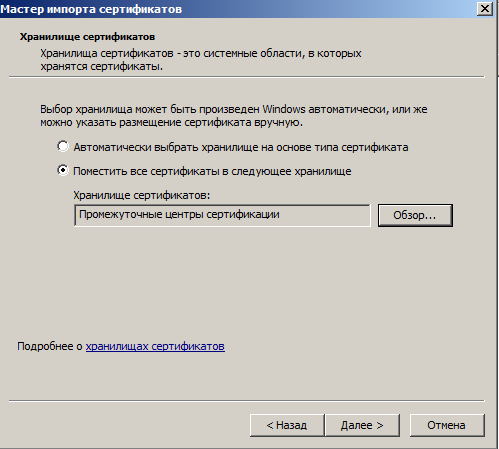 Мастер импорта сертификатов
Хранилище сертификатов
Хранилища сертификатов - это системные области, в которых
хранятся сертификаты.
Выбор хранилища может быть произведен Windows автоматически, или же
можно указать размещение сертификата вручную.
Автоматически выбрать хранилище на основе типа сертификата
Поместить все сертификаты в следующее хранилище
Хранилище сертификатов:
Промежуточные центры сертификации
Обзор...
Подробнее о хранилищах сертификатов
< Назад
Далее >
Отмена